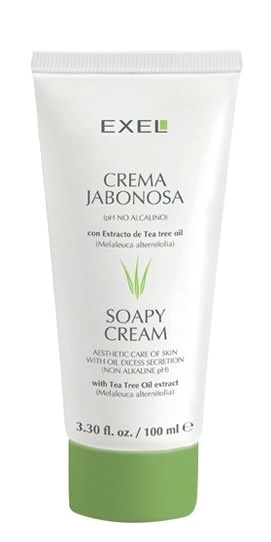 EXEL
CREMA
JABONOSA
(pH NO ALCALINO)
con Extracto de Tea tree oil
(Melaleuca alternifolia)
SOAPY
CREAM
AESTHETIC CARE OF SKIN
WITH OIL EXCESS SECRETION
(NON ALKALINE pH)
with Tea Tree Oil extract
(Melaleuca alternifolia)
3.30 fl. oz. / 100 ml ℮